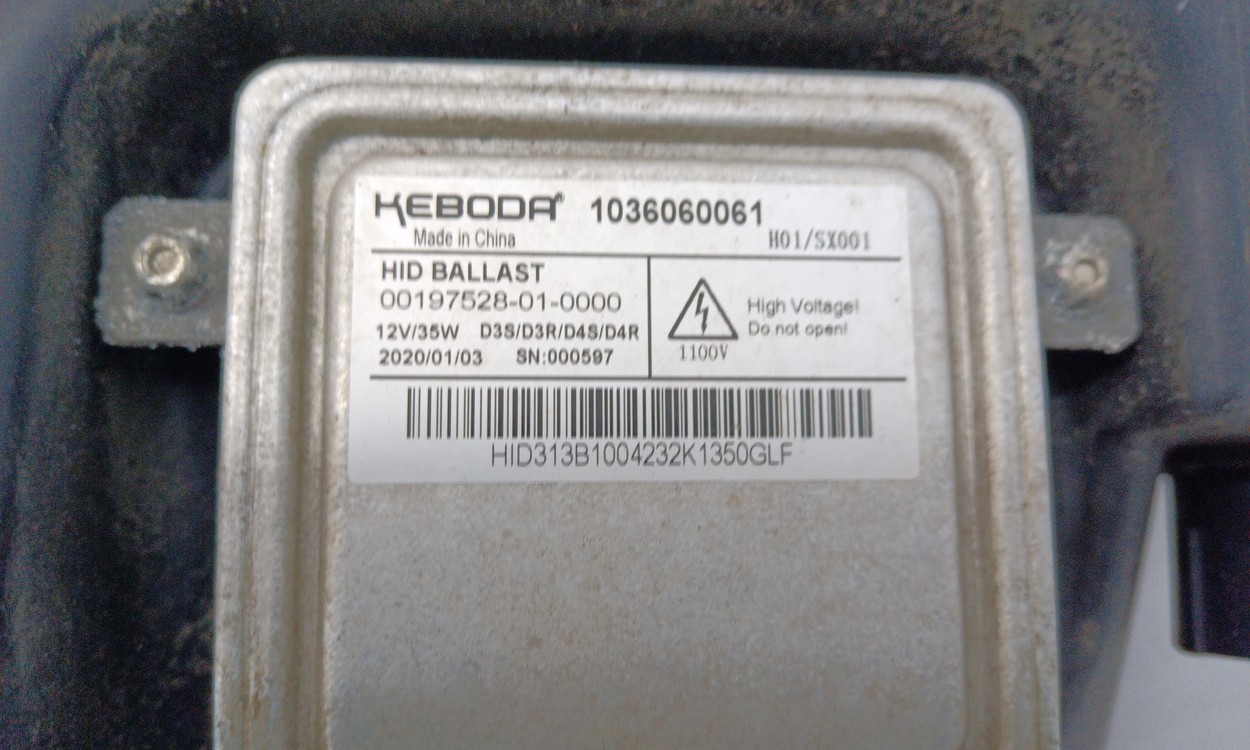 KEBODA 1036060061
Made in China H01/SX001
HID BALLAST
00197528-01-0000
12V/35W D3S/D3R/D4S/D4R
2020/01/03 SN:000597
High Voltage!
Do not open!
1100V
HID313B1004232K1350GLF